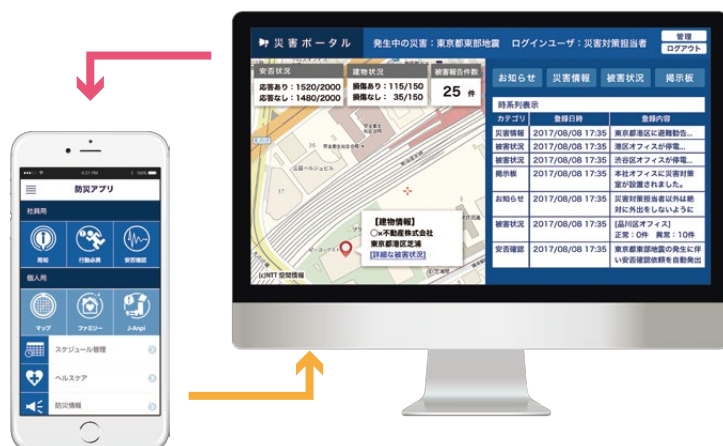 災害ポータル 発生中の災害：東京都東部地震 ログインユーザ：災害対策担当者
管理
ログアウト
安否状況
応答あり：1520/2000
応答なし：1480/2000
建物状況
損傷あり：115/150
損傷なし： 35/150
被害報告件数
25 件
【建物情報】
○×不動産株式会社
東京都港区芝浦
[詳細な被害状況]
(c)NTT 空間情報
お知らせ 災害情報 被害状況 掲示板
時系列表示
カテゴリ 登録日時 登録内容
災害情報 2017/08/08 17:35 東京都港区に避難勧告...
被害状況 2017/08/08 17:35 港区オフィスが停電...
被害状況 2017/08/08 17:35 渋谷区オフィスが停電...
掲示板 2017/08/08 17:35 本社オフィスに災害対策
室が設置されました。
お知らせ 2017/08/08 17:35 災害対策担当者以外は絶
対に外出をしないように
被害状況 2017/08/08 17:35 [品川区オフィス]
正常：0件 異常：10件
安否確認 2017/08/08 17:35 東京都東部地震の発生に伴
い安否確認依頼を自動発出
4:21 PM
防災アプリ
社員用
周知 行動必携 安否確認
個人用
マップ ファミリー J-Anpi
スケジュール管理
ヘルスケア
防災情報